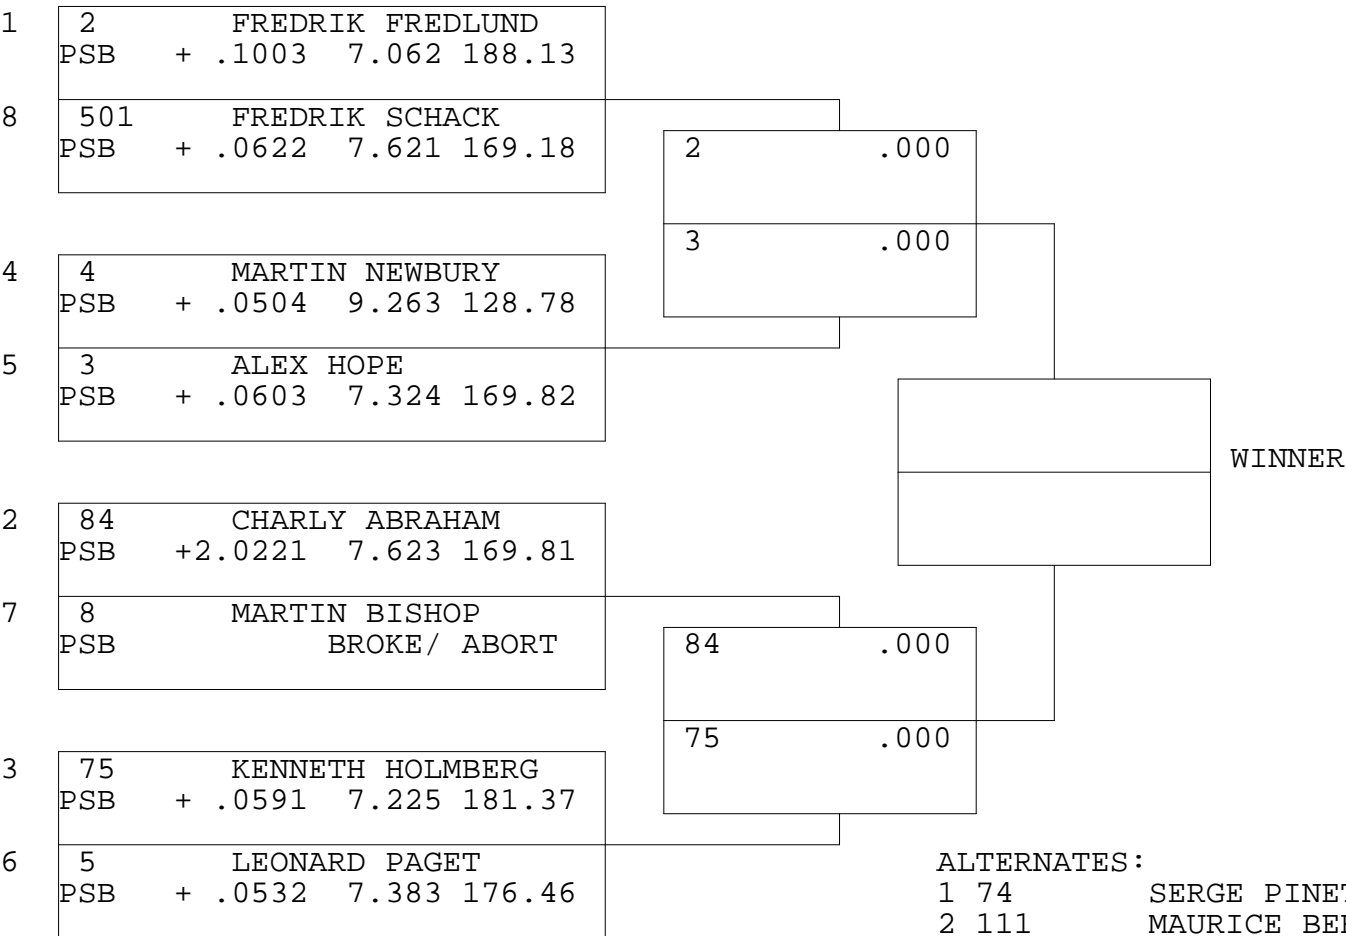 1 2 FREDRIK FREDLUND
PSB + .1003 7.062 188.13
8 501 FREDRIK SCHACK
PSB + .0622 7.621 169.18
2 .000
3 .000
4 4 MARTIN NEWBURY
PSB + .0504 9.263 128.78
5 3 ALEX HOPE
PSB + .0603 7.324 169.82
WINNER
2 84 CHARLY ABRAHAM
PSB +2.0221 7.623 169.81
7 8 MARTIN BISHOP
PSB BROKE/ ABORT
84 .000
75 .000
3 75 KENNETH HOLMBERG
PSB + .0591 7.225 181.37
6 5 LEONARD PAGET
PSB + .0532 7.383 176.46
ALTERNATES:
1 74 SERGE
2 111 MAURICE